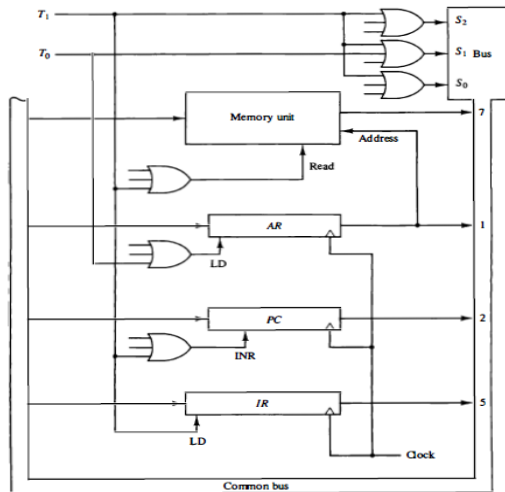 T1
S2
T0
S1
Bus
S0
Memory unit
7
Address
Read
AR
1
LD
PC
2
INR
IR
5
LD
Clock
Common bus